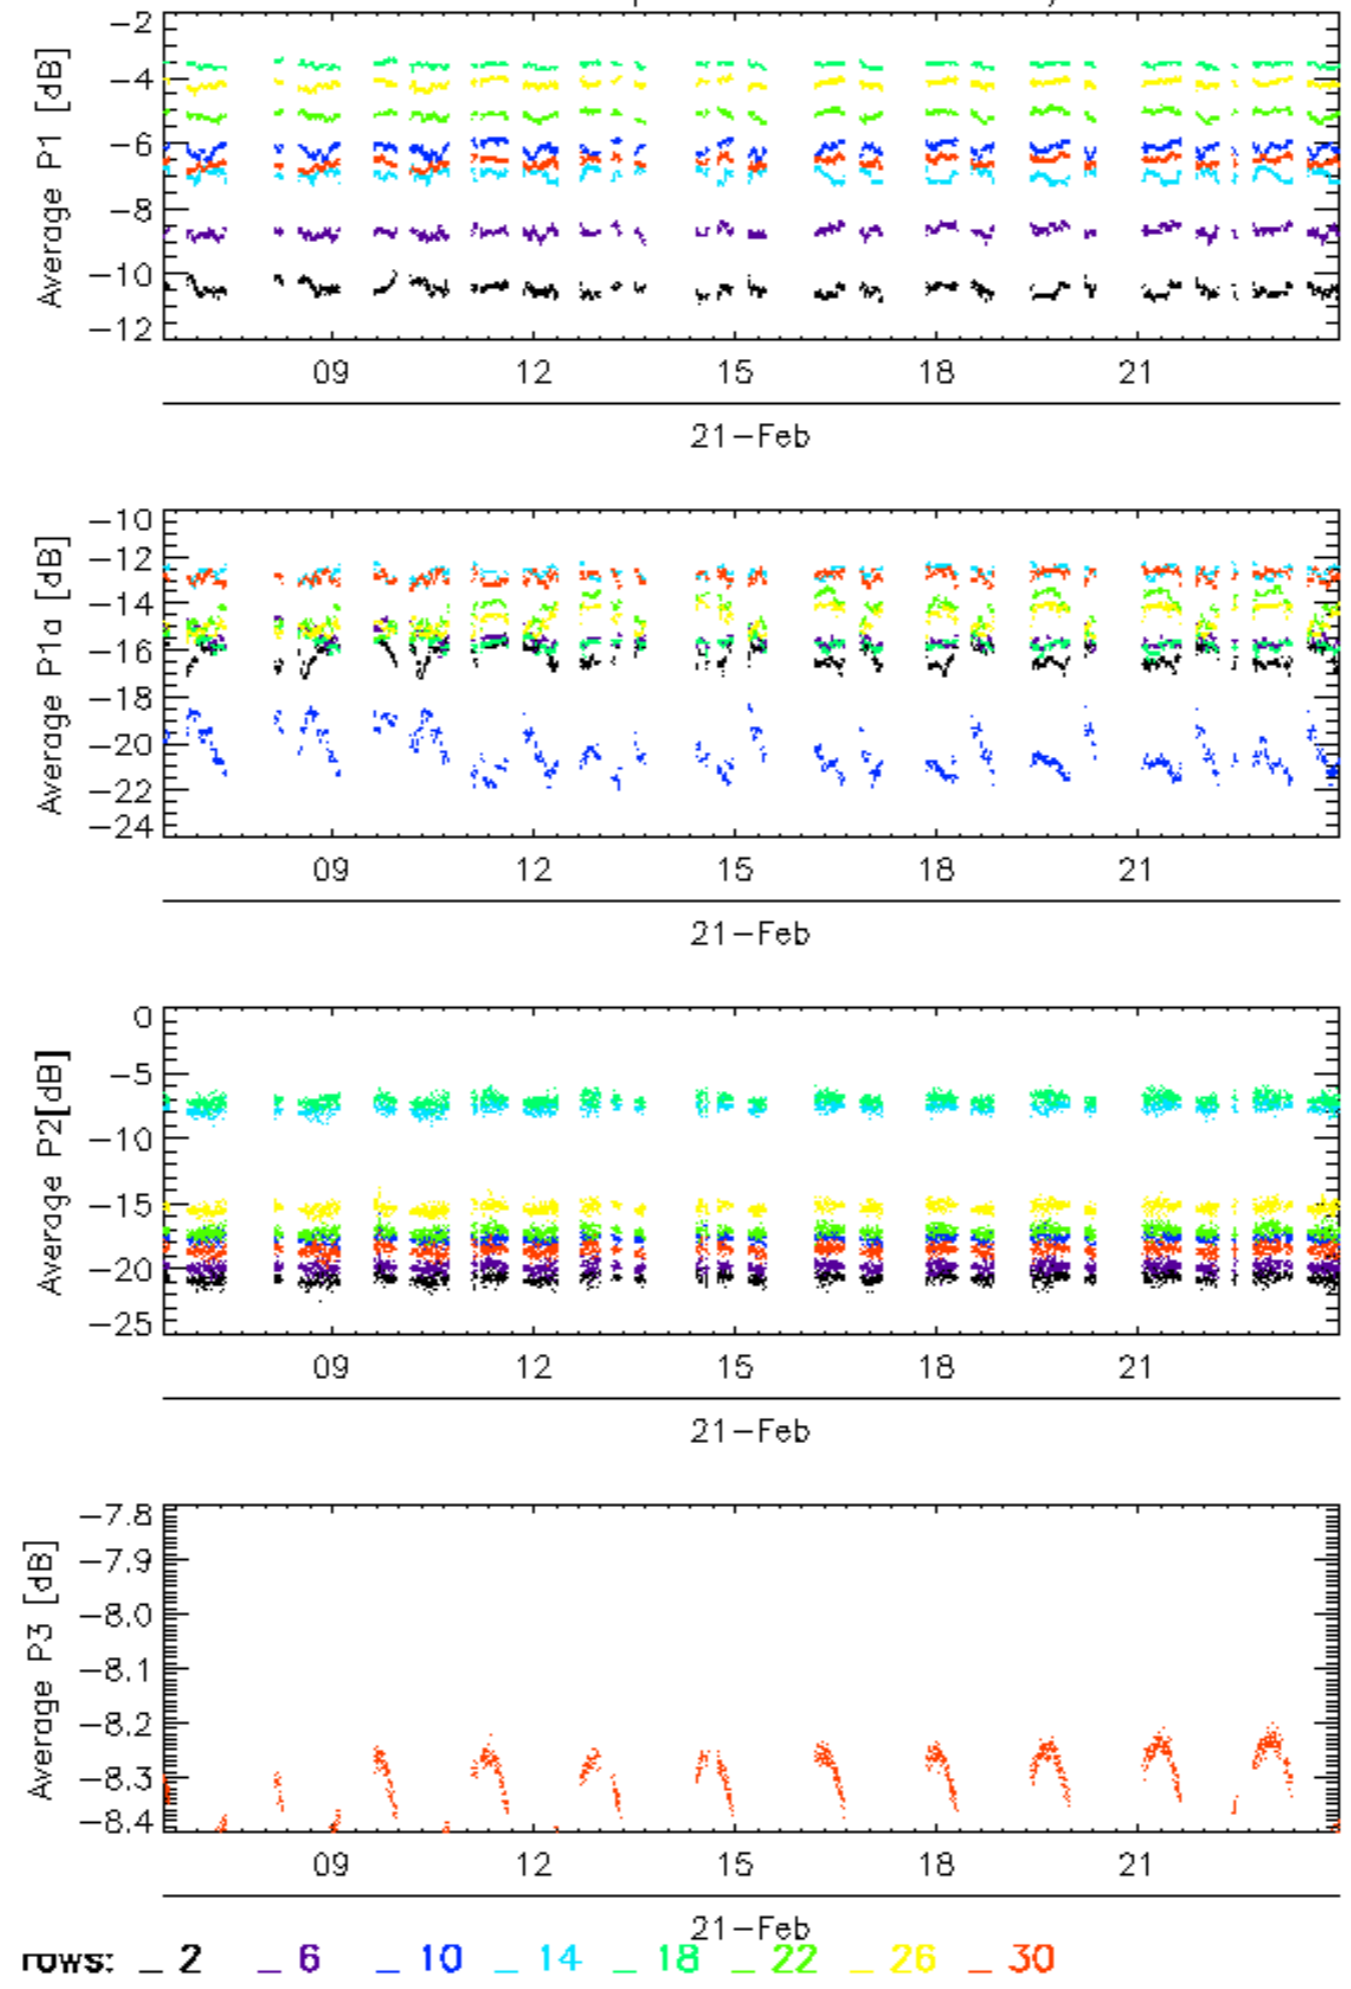 Average P1 [dB]
-2
-4
-6
-8
-10
-12
09 12 15 18 21
21-Feb
Average P1a [dB]
-10
-12
-14
-16
-18
-20
-22
-24
09 12 15 18 21
21-Feb
Average P2[dB]
0
-5
-10
-15
-20
-25
09 12 15 18 21
21-Feb
Average P3 [dB]
-7.8
-7.9
-8.0
-8.1
-8.2
-8.3
-8.4
09 12 15 18 21
21-Feb
rows: _ 2 _ 6 _ 10 _ 14 _ 18 _ 22 _ 26 _ 30